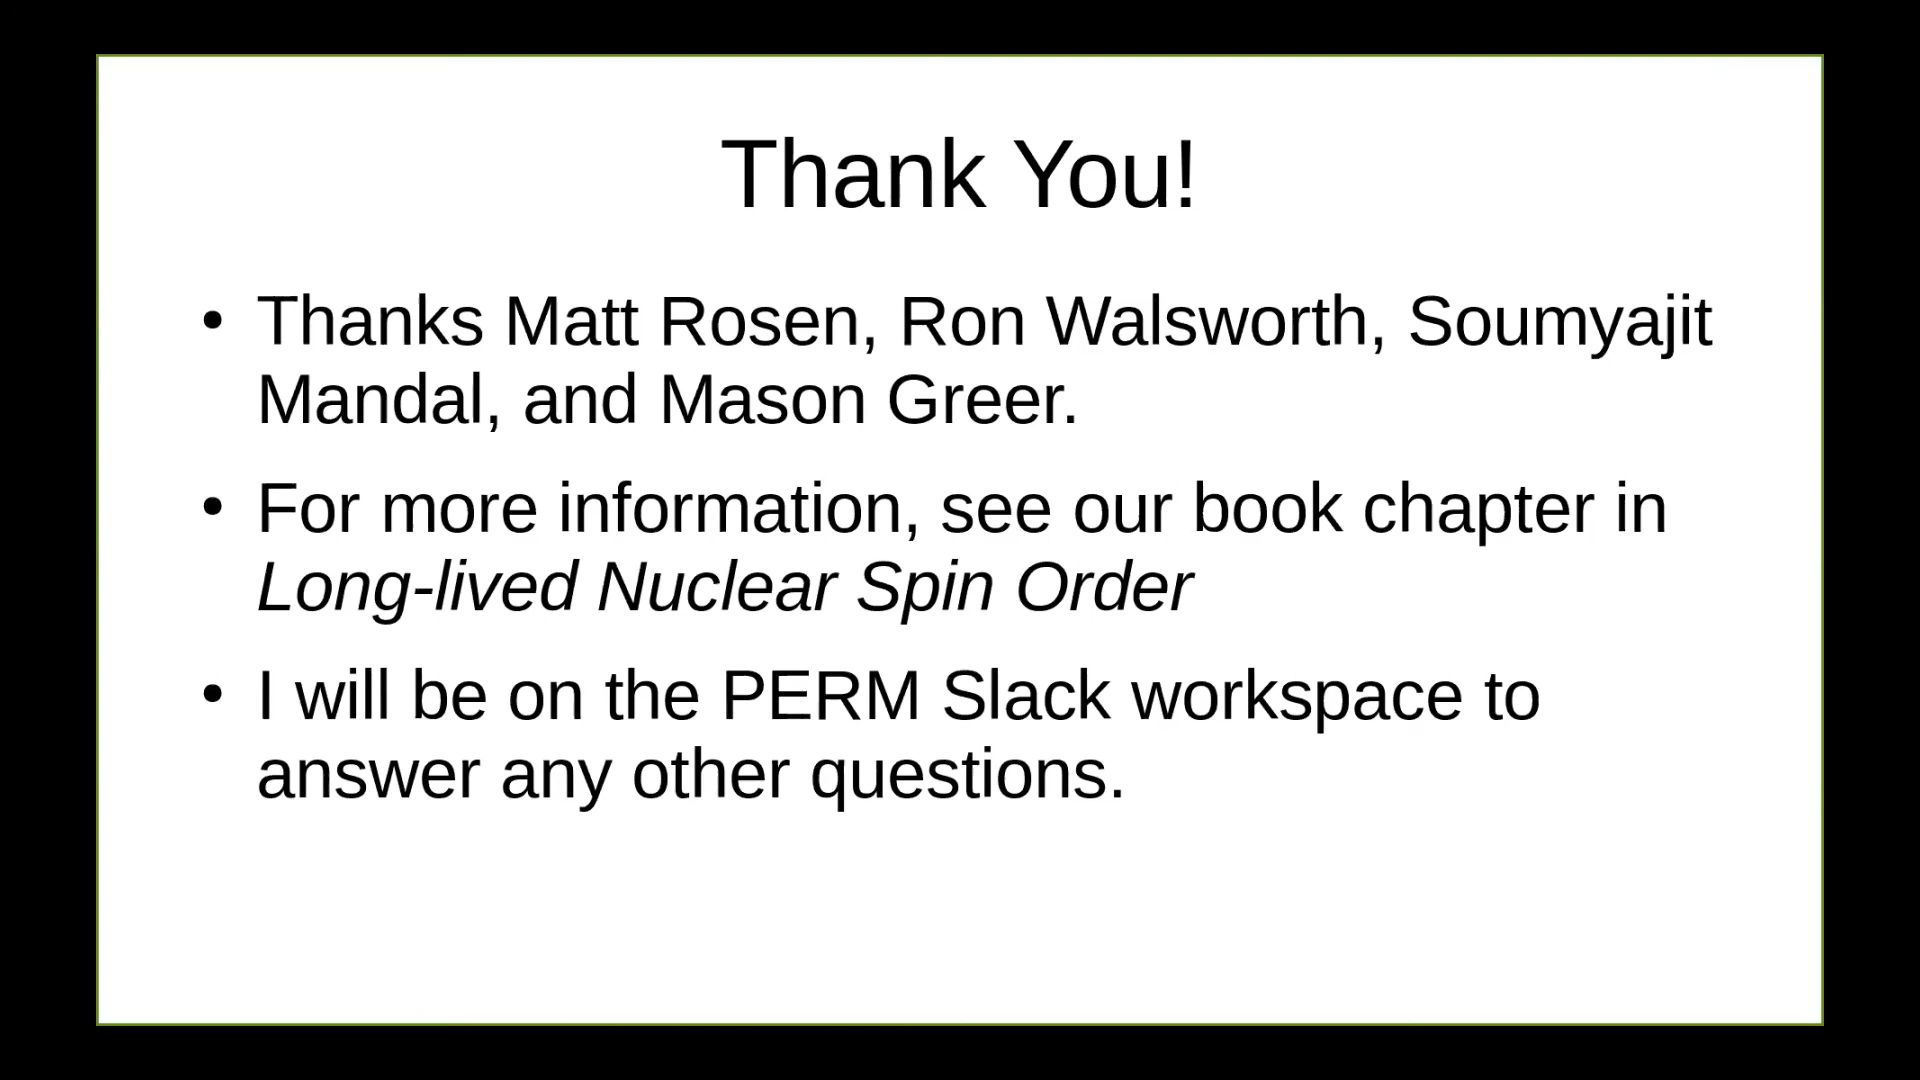 Thank You!
• Thanks Matt Rosen, Ron Walsworth, Soumyajit
Mandal, and Mason Greer.
• For more information, see our book chapter in
Long-lived Nuclear Spin Order
• I will be on the PERM Slack workspace to
answer any other questions.